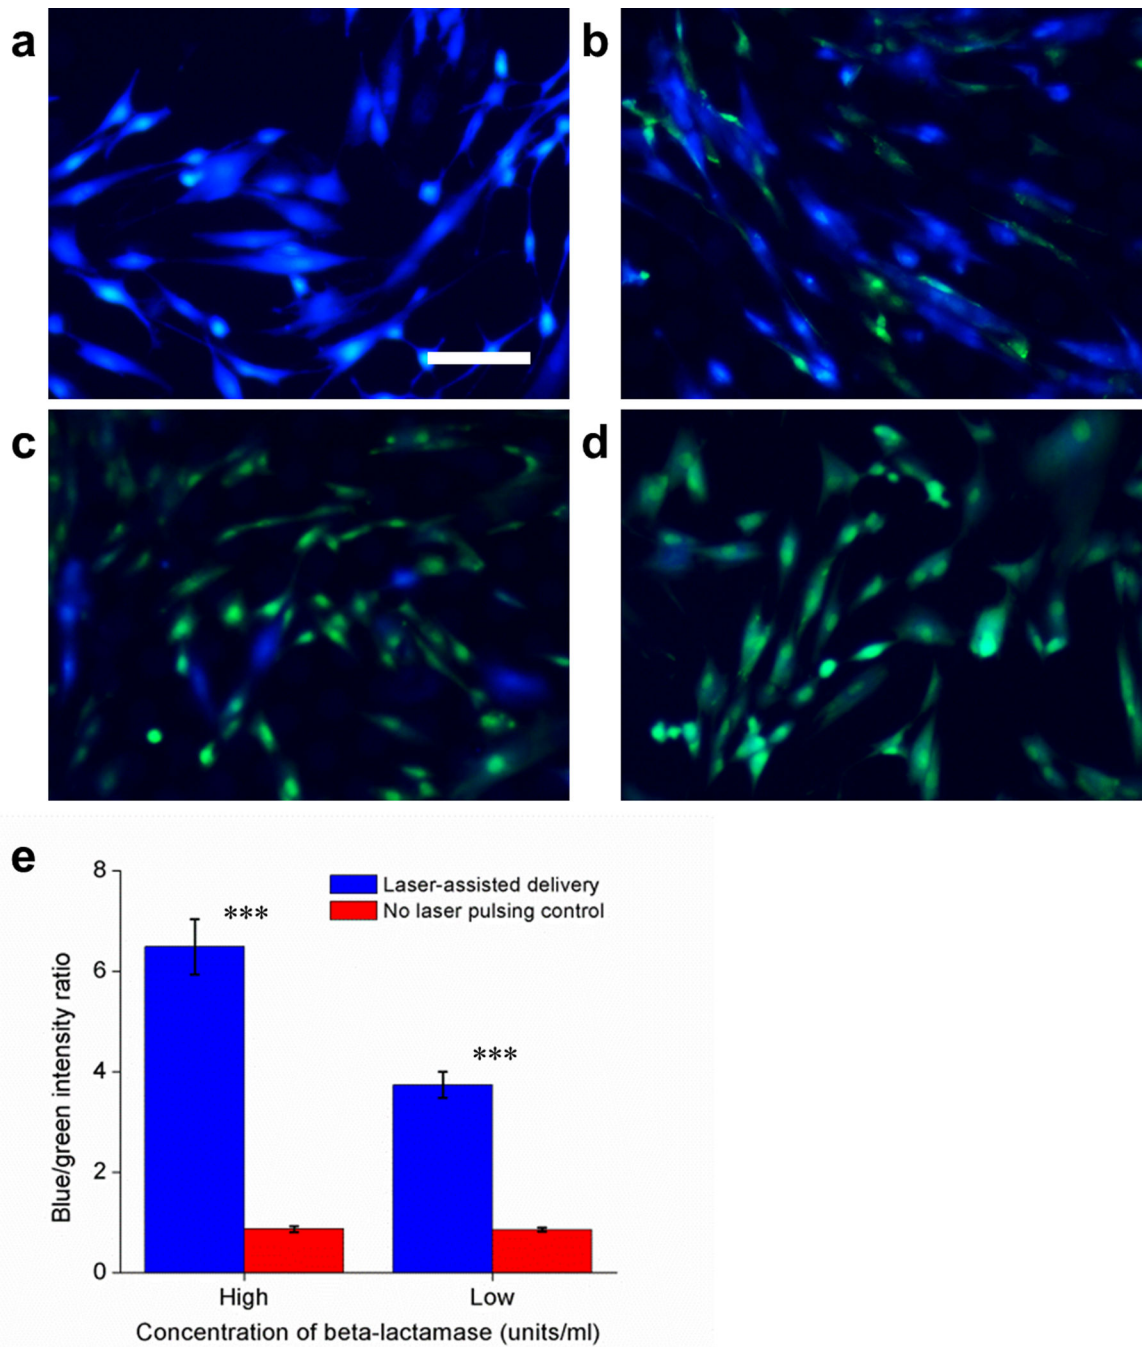 a
b
c
d
e
8
6
4
2
0
Blue/green intensity ratio
Laser-assisted delivery
No laser pulsing control
***
***
High
Low
Concentration of beta-lactamase (units/ml)